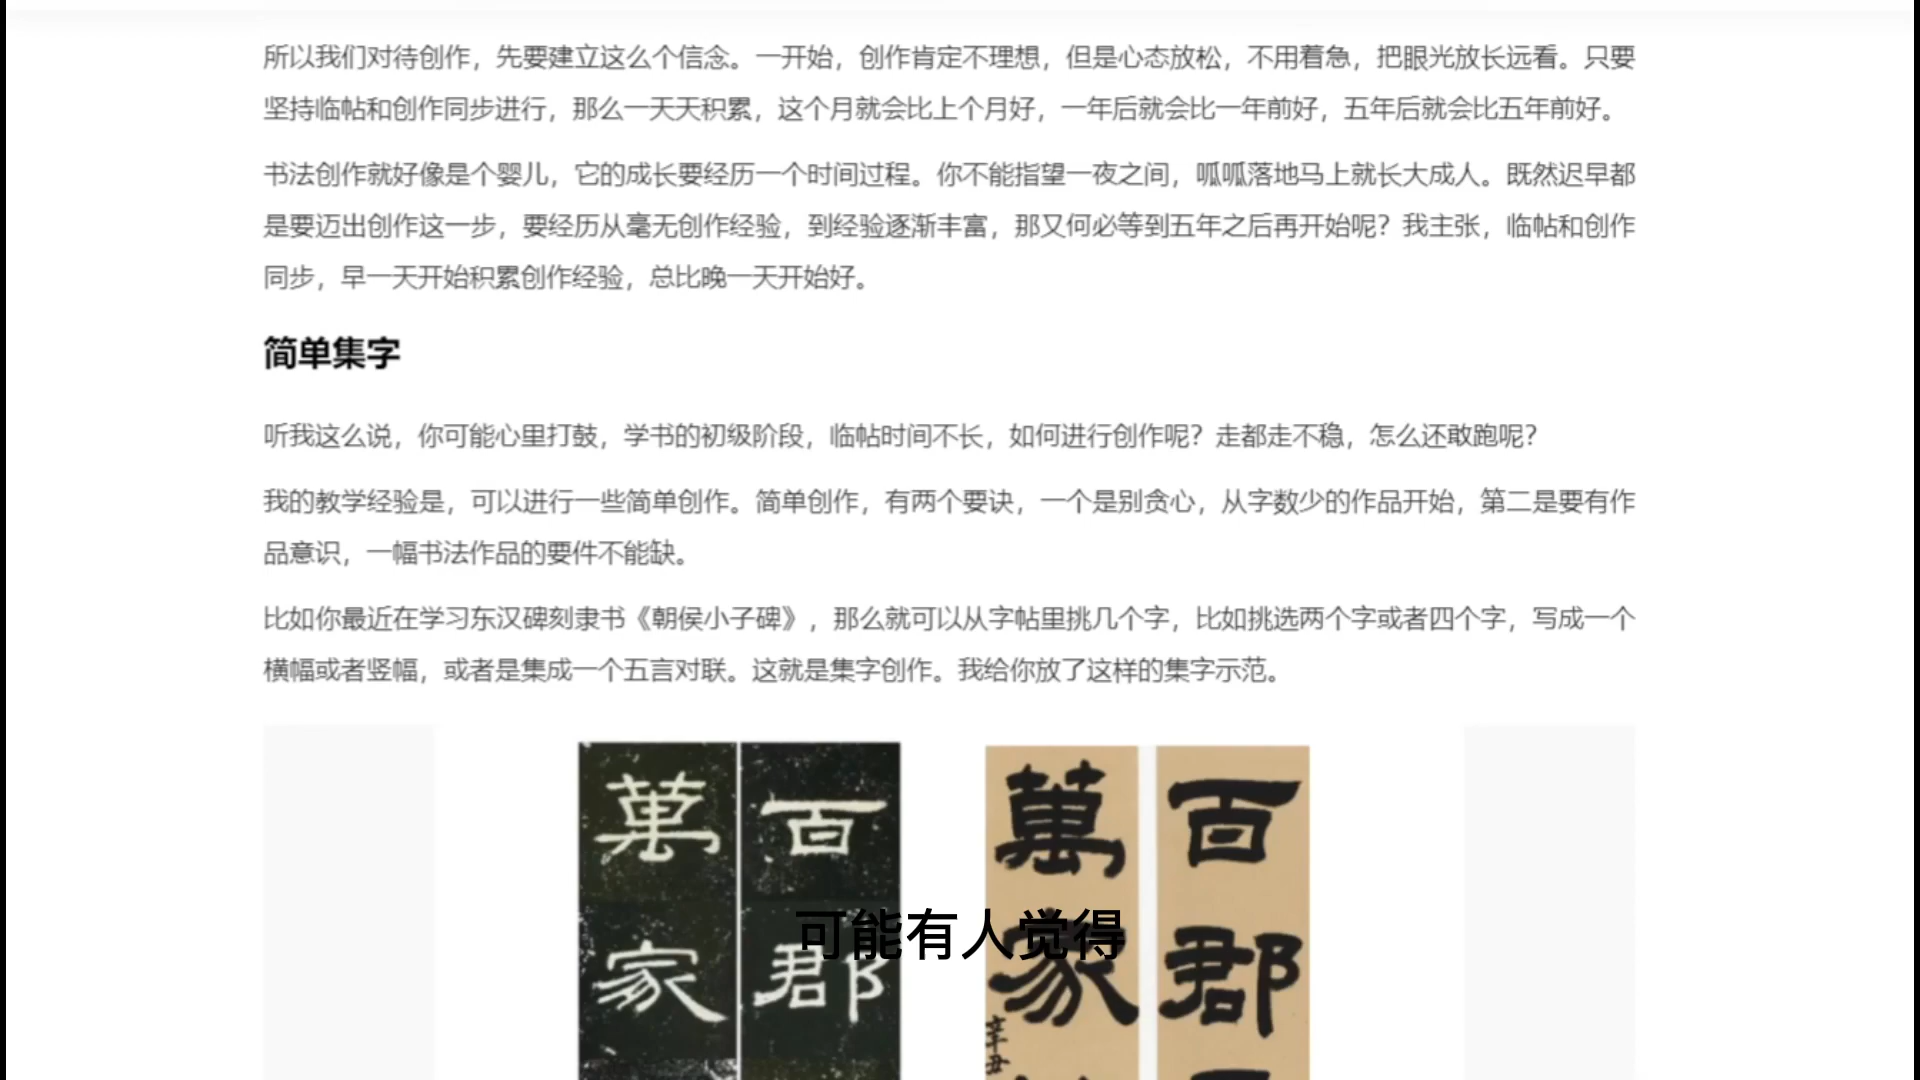 所以我们对待创作，先要建立这么个信念。一开始，创作肯定不理想，但是心态放松，不用着急，把眼光放长远看。只要
坚持临帖和创作同步进行，那么一天天积累，这个月就会比上个月好，一年后就会比一年前好，五年后就会比五年前好。
书法创作就好像是个婴儿，它的成长要经历一个时间过程。你不能指望一夜之间，呱呱落地马上就长大成人。既然迟早都
是要迈出创作这一步，要经历从毫无创作经验，到经验逐渐丰富，那又何必等到五年之后再开始呢？我主张，临帖和创作
同步，早一天开始积累创作经验，总比晚一天开始好。
简单集字
听我这么说，你可能心里打鼓，学书的初级阶段，临帖时间不长，如何进行创作呢？走都走不稳，怎么还敢跑呢？
我的教学经验是，可以进行一些简单创作。简单创作，有两个要诀，一个是别贪心，从字数少的作品开始，第二是要有作
品意识，一幅书法作品的要件不能缺。
比如你最近在学习东汉碑刻隶书《朝侯小子碑》，那么就可以从字帖里挑几个字，比如挑选两个字或者四个字，写成一个
横幅或者竖幅，或者是集成一个五言对联。这就是集字创作。我给你放了这样的集字示范。
百郡
萬家
百郡
萬家
辛丑
可能有人觉得